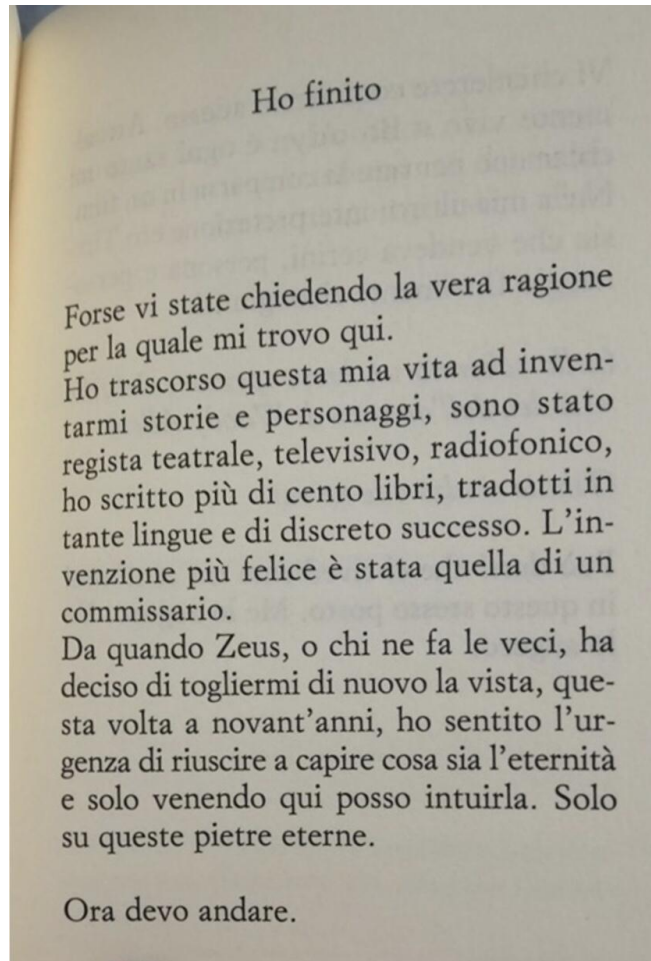 Ho finito
Forse vi state chiedendo la vera ragione
per la quale mi trovo qui.
Ho trascorso questa mia vita ad inven-
tarmi storie e personaggi, sono stato
regista teatrale, televisivo, radiofonico,
ho scritto più di cento libri, tradotti in
tante lingue e di discreto successo. L'in-
venzione più felice è stata quella di un
commissario.
Da quando Zeus, o chi ne fa le veci, ha
deciso di togliermi di nuovo la vista, que-
sta volta a novant'anni, ho sentito l'ur-
genza di riuscire a capire cosa sia l'eternità
e solo venendo qui posso intuirla. Solo
su queste pietre eterne.
Ora devo andare.